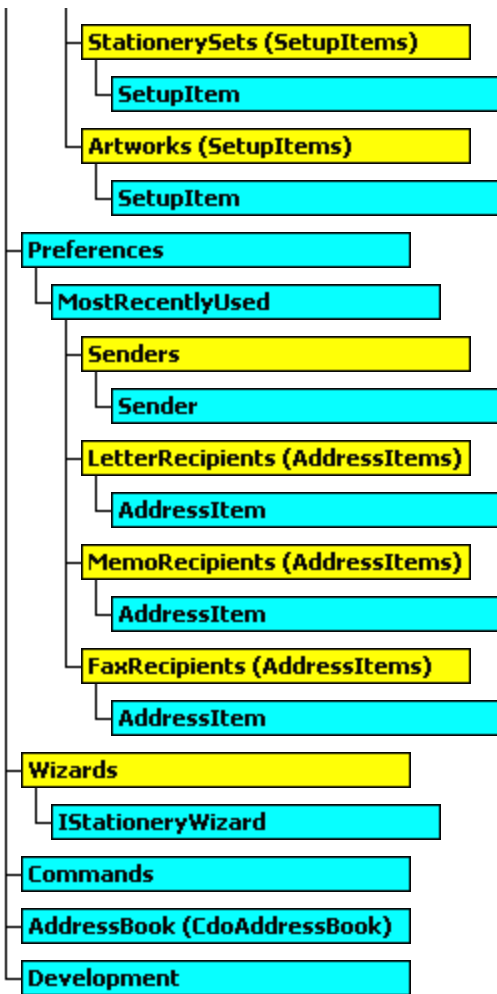 StationerySets (SetupItems)
SetupItem
Artworks (SetupItems)
SetupItem
Preferences
MostRecentlyUsed
Senders
Sender
LetterRecipients (AddressItems)
AddressItem
MemoRecipients (AddressItems)
AddressItem
FaxRecipients (AddressItems)
AddressItem
Wizards
IStationeryWizard
Commands
AddressBook (CdoAddressBook)
Development